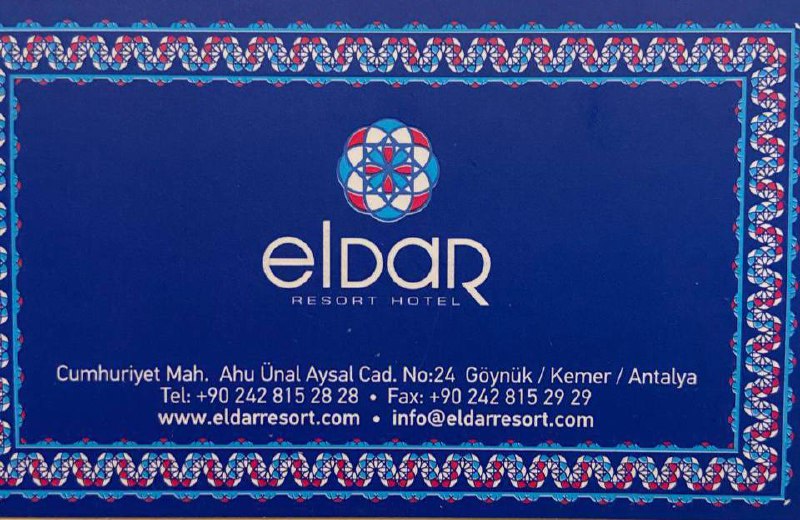 elDaR
RESORT HOTEL
Cumhuriyet Mah. Ahu Ünal Aysal Cad. No:24 Göynük / Kemer / Antalya
Tel: +90 242 815 28 28 • Fax: +90 242 815 29 29
www.eldarresort.com • info@eldarresort.com